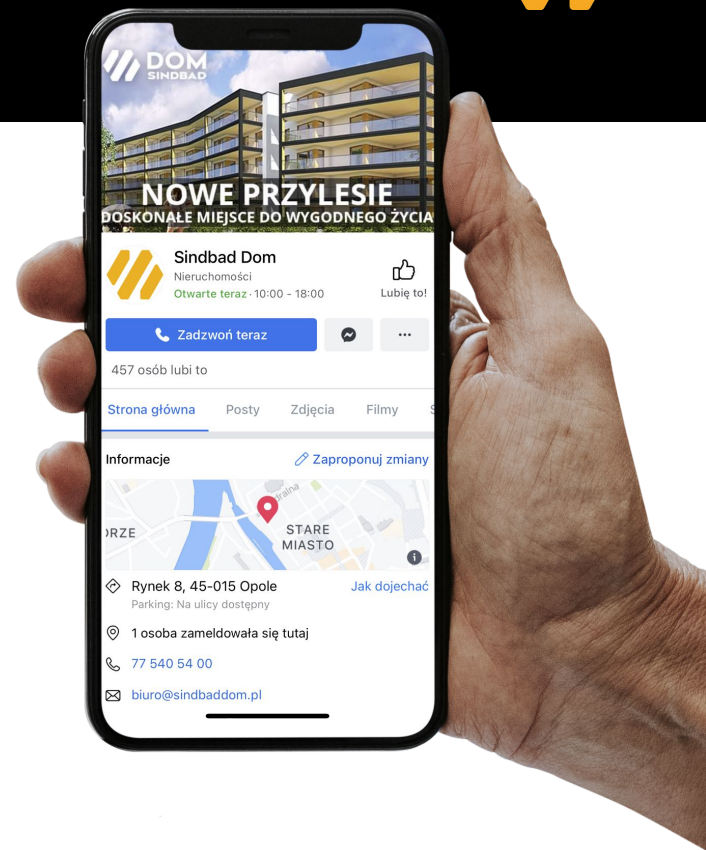 DOM
SINDBAD
NOWE PRZYLESIE
DOSKONAŁE MIEJSCE DO WYGODNEGO ŻYCIA
Sindbad Dom
Nieruchomości
Otwarte teraz · 10:00 - 18:00
Lubię to!
Zadzwoń teraz
457 osób lubi to
Strona główna Posty Zdjęcia Filmy S
Informacje Zaproponuj zmiany
dralna
ORZE
STARE
MIASTO
Rynek 8, 45-015 Opole Jak dojechać
Parking: Na ulicy dostępny
1 osoba zameldowała się tutaj
77 540 54 00
biuro@sindbaddom.pl